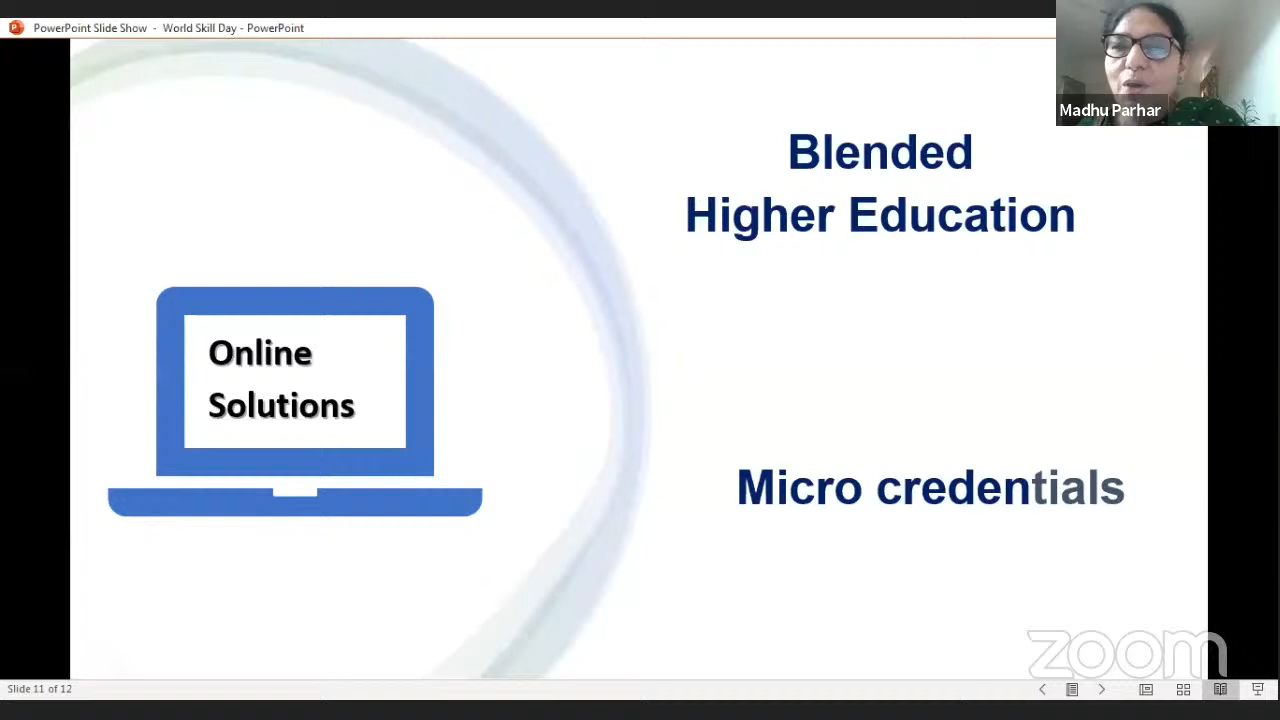 PowerPoint Slide Show - World Skill Day - PowerPoint
Madhu Parhar
Blended
Higher Education
Online
Solutions
Micro credentials
zoom
Slide 11 of 12